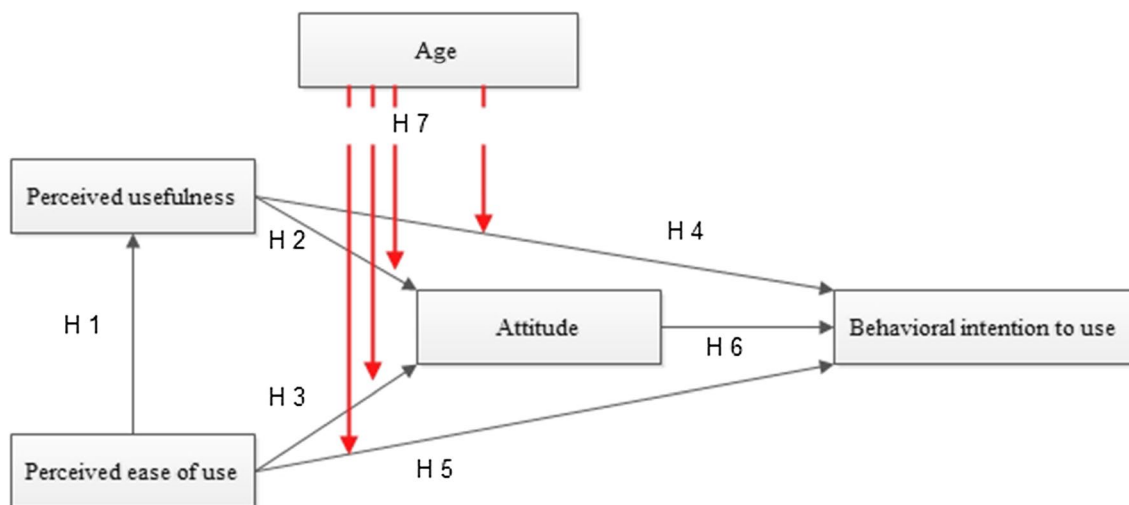 Age
H 7
Perceived usefulness
H 2
H 4
H 1
Attitude
Behavioral intention to use
H 6
H 3
Perceived ease of use
H 5